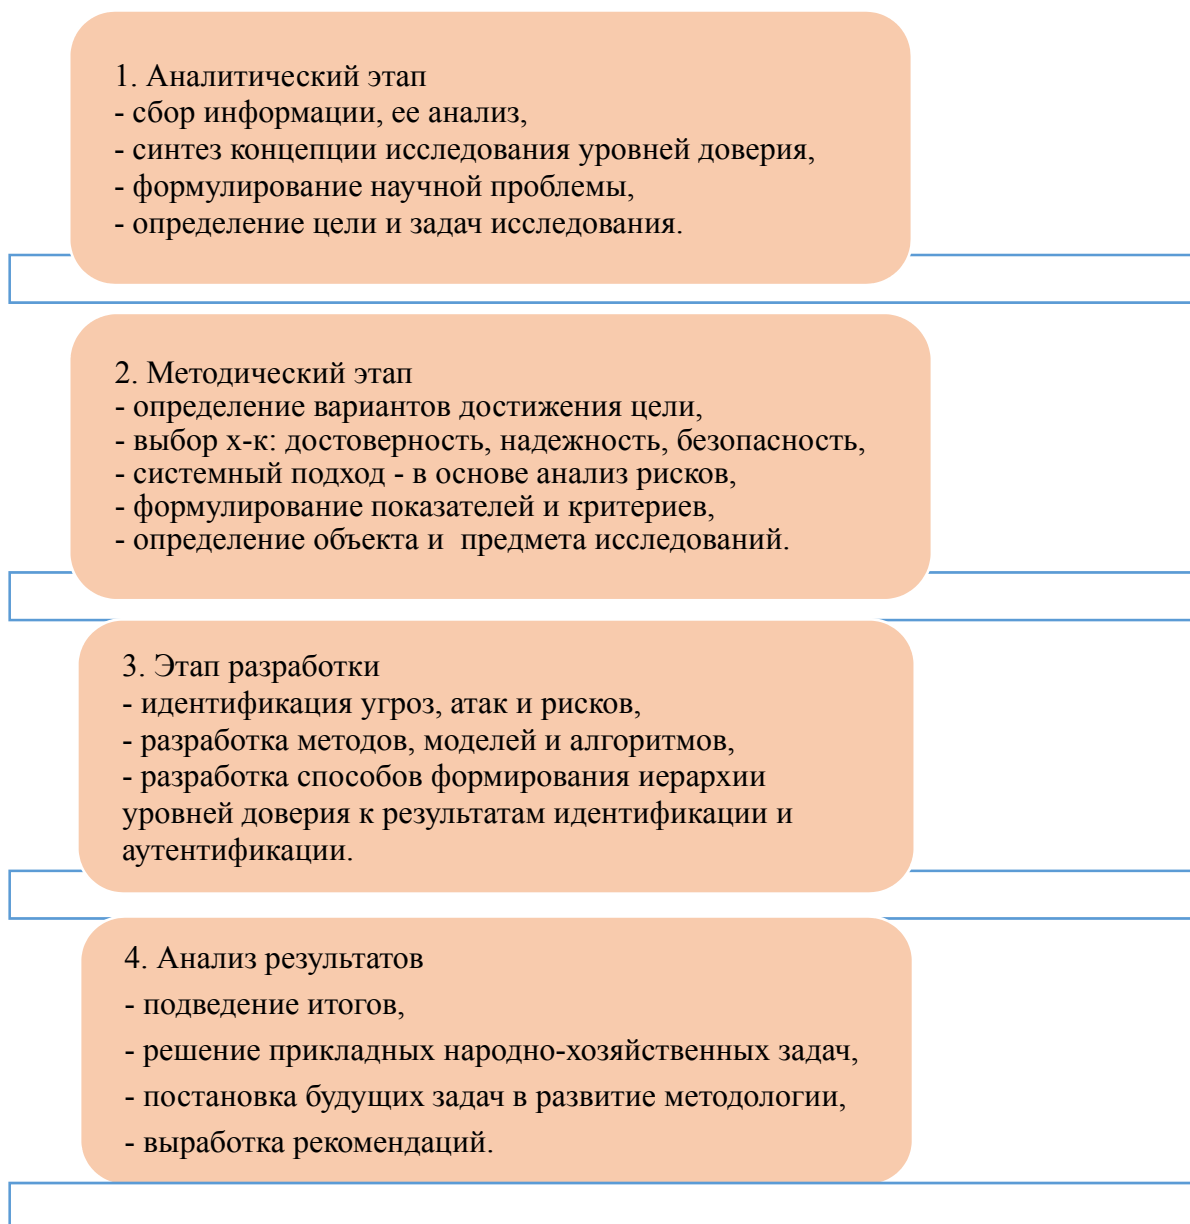 1. Аналитический этап
- сбор информации, ее анализ,
- синтез концепции исследования уровней доверия,
- формулирование научной проблемы,
- определение цели и задач исследования.
2. Методический этап
- определение вариантов достижения цели,
- выбор х-к: достоверность, надежность, безопасность,
- системный подход - в основе анализ рисков,
- формулирование показателей и критериев,
- определение объекта и  предмета исследований.
3. Этап разработки
- идентификация угроз, атак и рисков,
- разработка методов, моделей и алгоритмов,
- разработка способов формирования иерархии
уровней доверия к результатам идентификации и
аутентификации.
4. Анализ результатов
- подведение итогов,
- решение прикладных народно-хозяйственных задач,
- постановка будущих задач в развитие методологии,
- выработка рекомендаций.